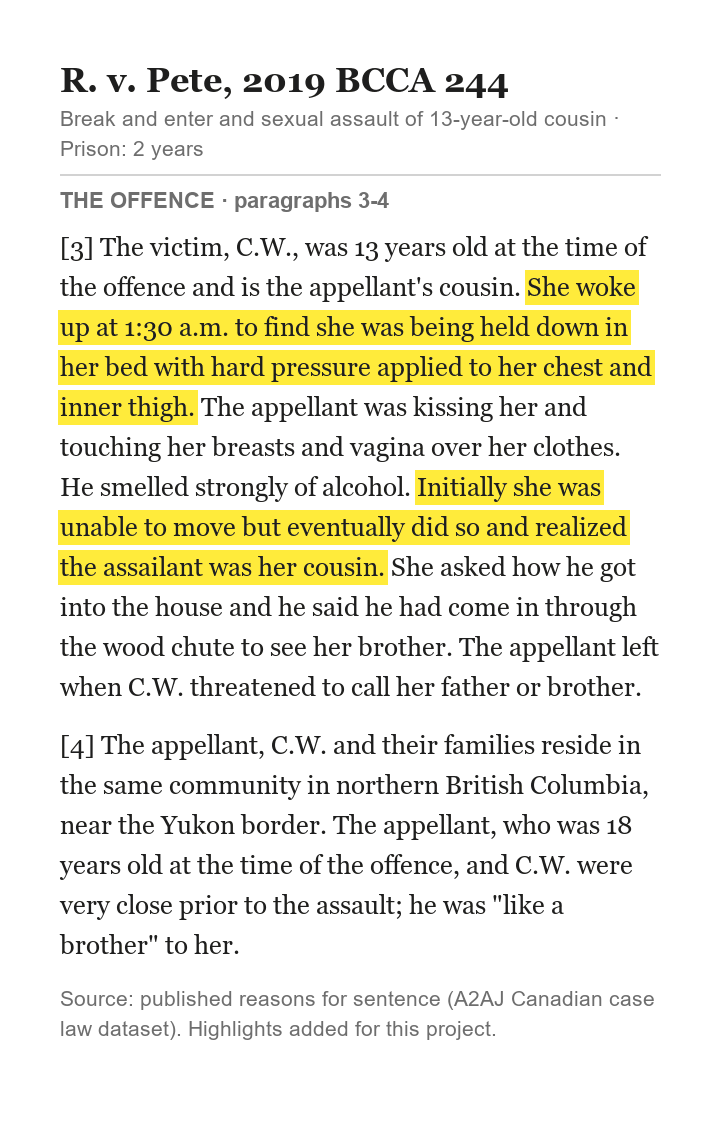 R. v. Pete, 2019 BCCA 244
Break and enter and sexual assault of 13-year-old cousin ·
Prison: 2 years
THE OFFENCE · paragraphs 3-4
[3] The victim, C.W., was 13 years old at the time of
the offence and is the appellant's cousin. She woke
up at 1:30 a.m. to find she was being held down in
her bed with hard pressure applied to her chest and
inner thigh. The appellant was kissing her and
touching her breasts and vagina over her clothes.
He smelled strongly of alcohol. Initially she was
unable to move but eventually did so and realized
the assailant was her cousin. She asked how he got
into the house and he said he had come in through
the wood chute to see her brother. The appellant left
when C.W. threatened to call her father or brother.
[4] The appellant, C.W. and their families reside in
the same community in northern British Columbia,
near the Yukon border. The appellant, who was 18
years old at the time of the offence, and C.W. were
very close prior to the assault; he was "like a
brother" to her.
Source: published reasons for sentence (A2AJ Canadian case
law dataset). Highlights added for this project.